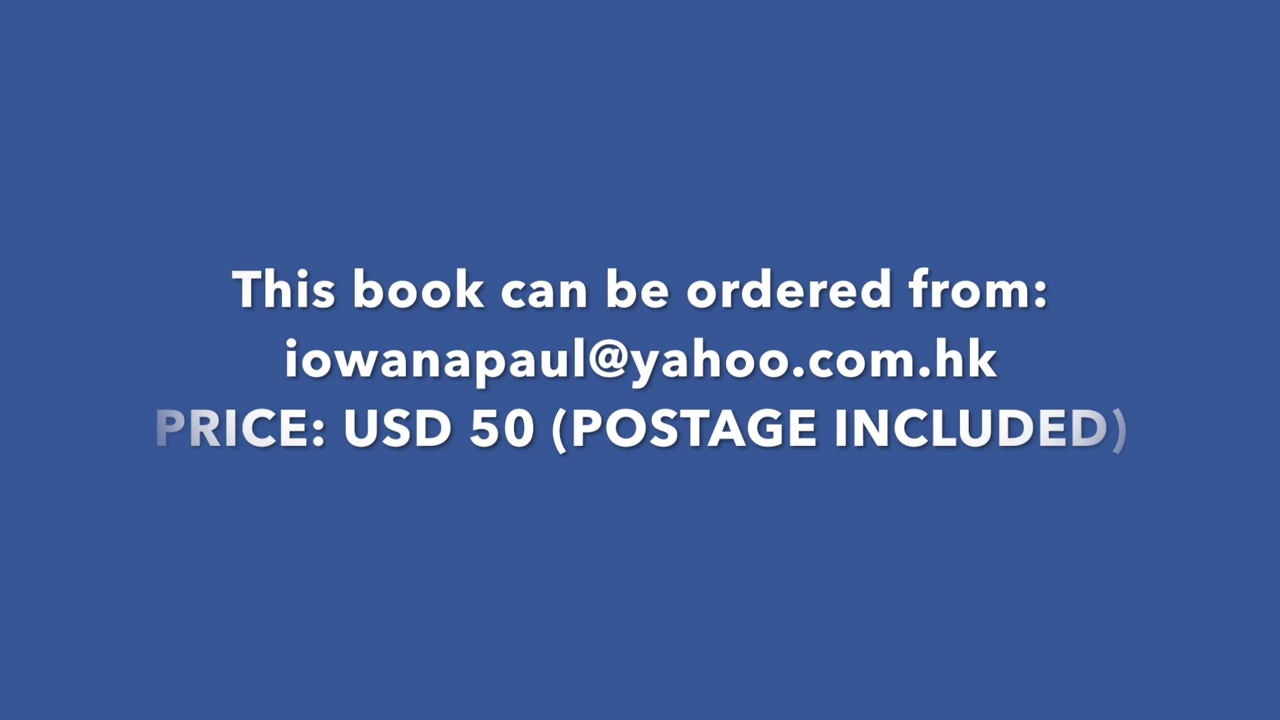 This book can be ordered from:
iowanapaul@yahoo.com.hk
PRICE: USD 50 (POSTAGE INCLUDED)